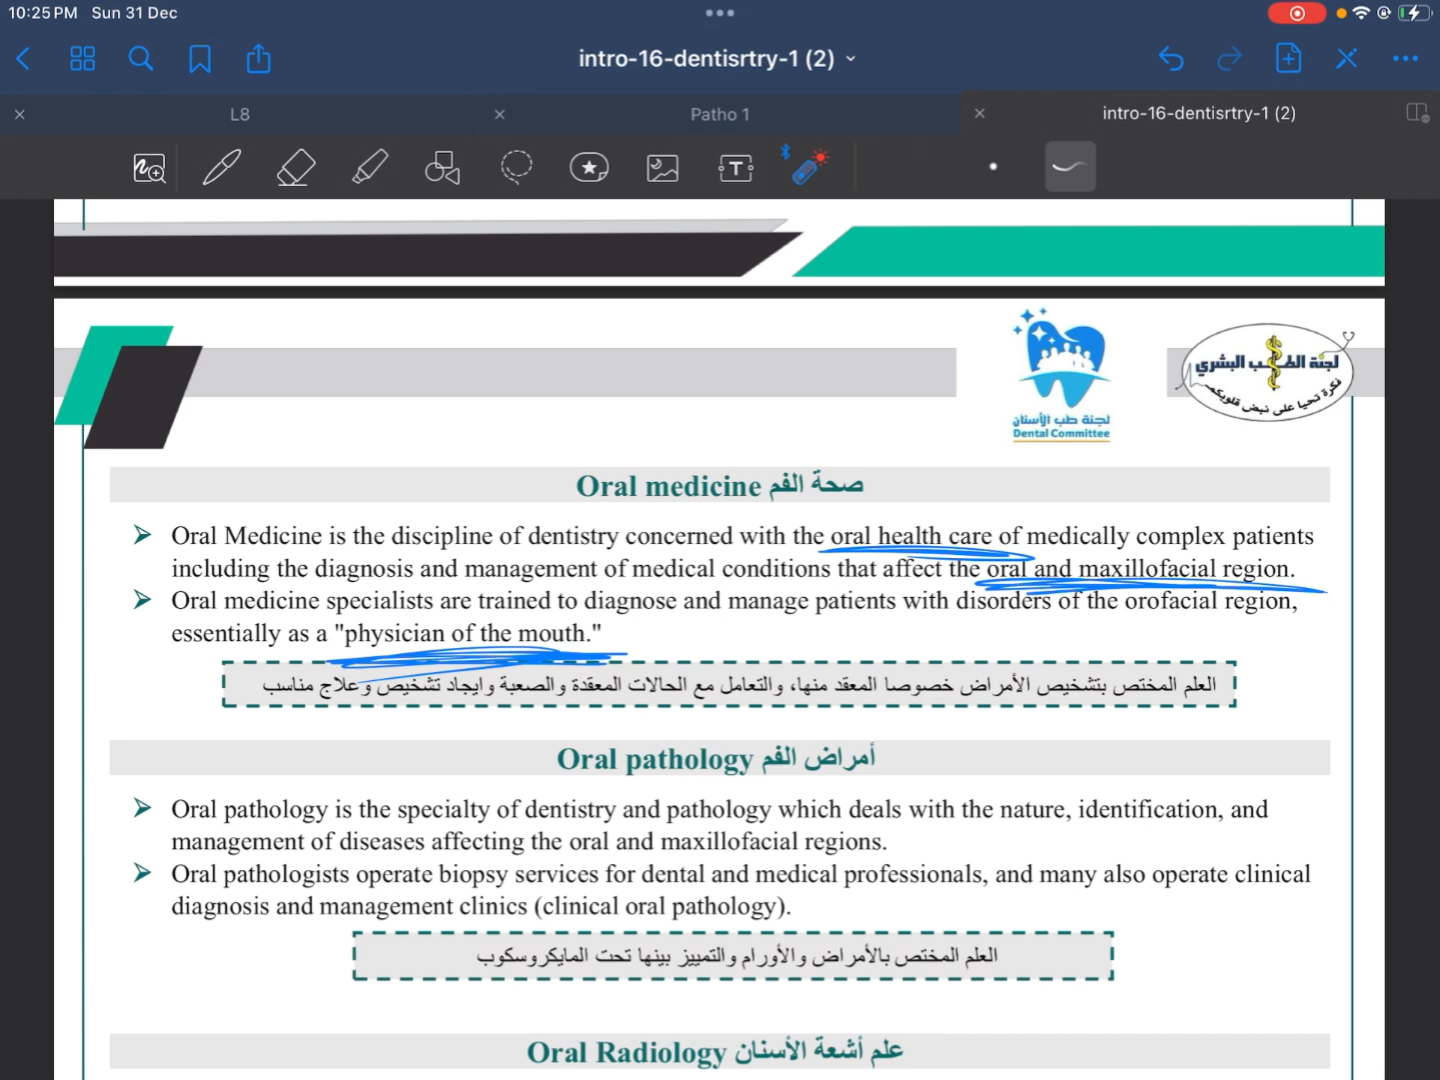 10:25 PM Sun 31 Dec
intro-16-dentisrtry-1 (2)
L8
Patho 1
intro-16-dentisrtry-1 (2)
T
لجنة طب الأسنان
Dental Committee
لجنة الطب البشري
فكرة تحيا على نبض قلوبكم
Oral medicine صحة الفم
Oral Medicine is the discipline of dentistry concerned with the oral health care of medically complex patients
including the diagnosis and management of medical conditions that affect the oral and maxillofacial region.
Oral medicine specialists are trained to diagnose and manage patients with disorders of the orofacial region,
essentially as a "physician of the mouth."
العلم المختص بتشخيص الأمراض خصوصا المعقد منها، والتعامل مع الحالات المعقدة والصعبة وايجاد تشخيص وعلاج مناسب
Oral pathology أمراض الفم
Oral pathology is the specialty of dentistry and pathology which deals with the nature, identification, and
management of diseases affecting the oral and maxillofacial regions.
Oral pathologists operate biopsy services for dental and medical professionals, and many also operate clinical
diagnosis and management clinics (clinical oral pathology).
العلم المختص بالأمراض والأورام والتمييز بينها تحت المايكروسكوب
Oral Radiology علم أشعة الأسنان